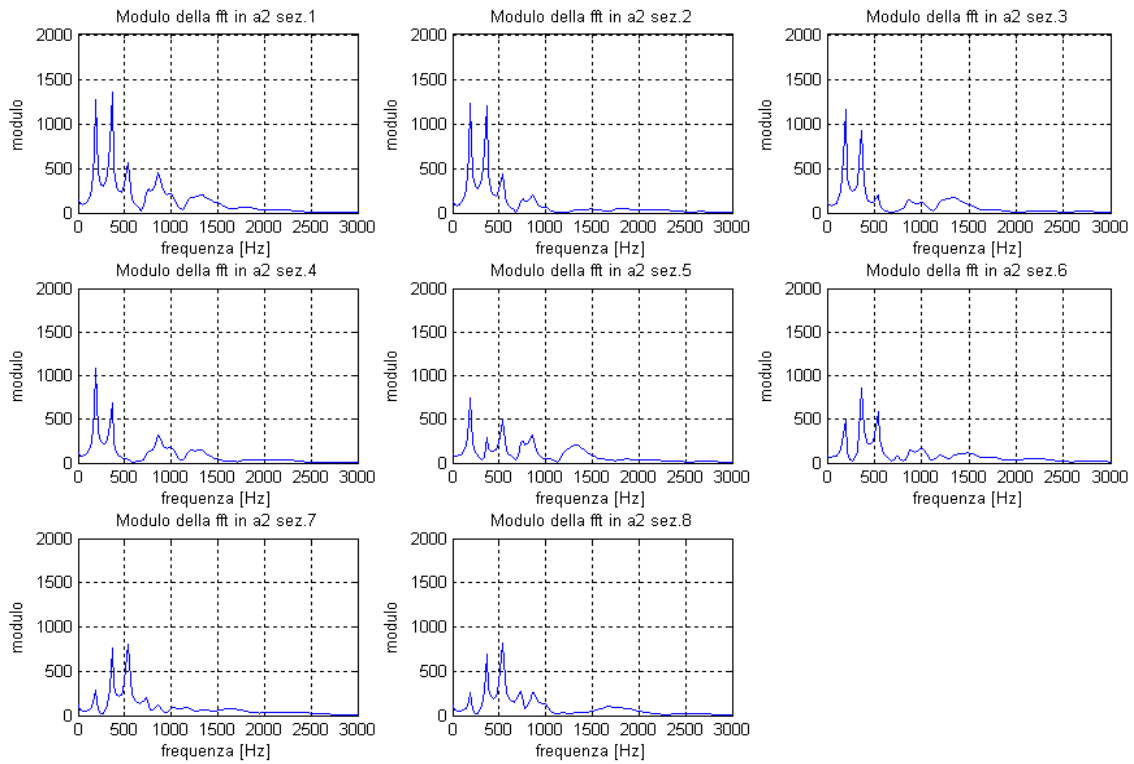 Modulo della fft in a2 sez.1
modulo
2000
1500
1000
500
0
0 500 1000 1500 2000 2500 3000
frequenza [Hz]
Modulo della fft in a2 sez.2
modulo
2000
1500
1000
500
0
0 500 1000 1500 2000 2500 3000
frequenza [Hz]
Modulo della fft in a2 sez.3
modulo
2000
1500
1000
500
0
0 500 1000 1500 2000 2500 3000
frequenza [Hz]
Modulo della fft in a2 sez.4
modulo
2000
1500
1000
500
0
0 500 1000 1500 2000 2500 3000
frequenza [Hz]
Modulo della fft in a2 sez.5
modulo
2000
1500
1000
500
0
0 500 1000 1500 2000 2500 3000
frequenza [Hz]
Modulo della fft in a2 sez.6
modulo
2000
1500
1000
500
0
0 500 1000 1500 2000 2500 3000
frequenza [Hz]
Modulo della fft in a2 sez.7
modulo
2000
1500
1000
500
0
0 500 1000 1500 2000 2500 3000
frequenza [Hz]
Modulo della fft in a2 sez.8
modulo
2000
1500
1000
500
0
0 500 1000 1500 2000 2500 3000
frequenza [Hz]